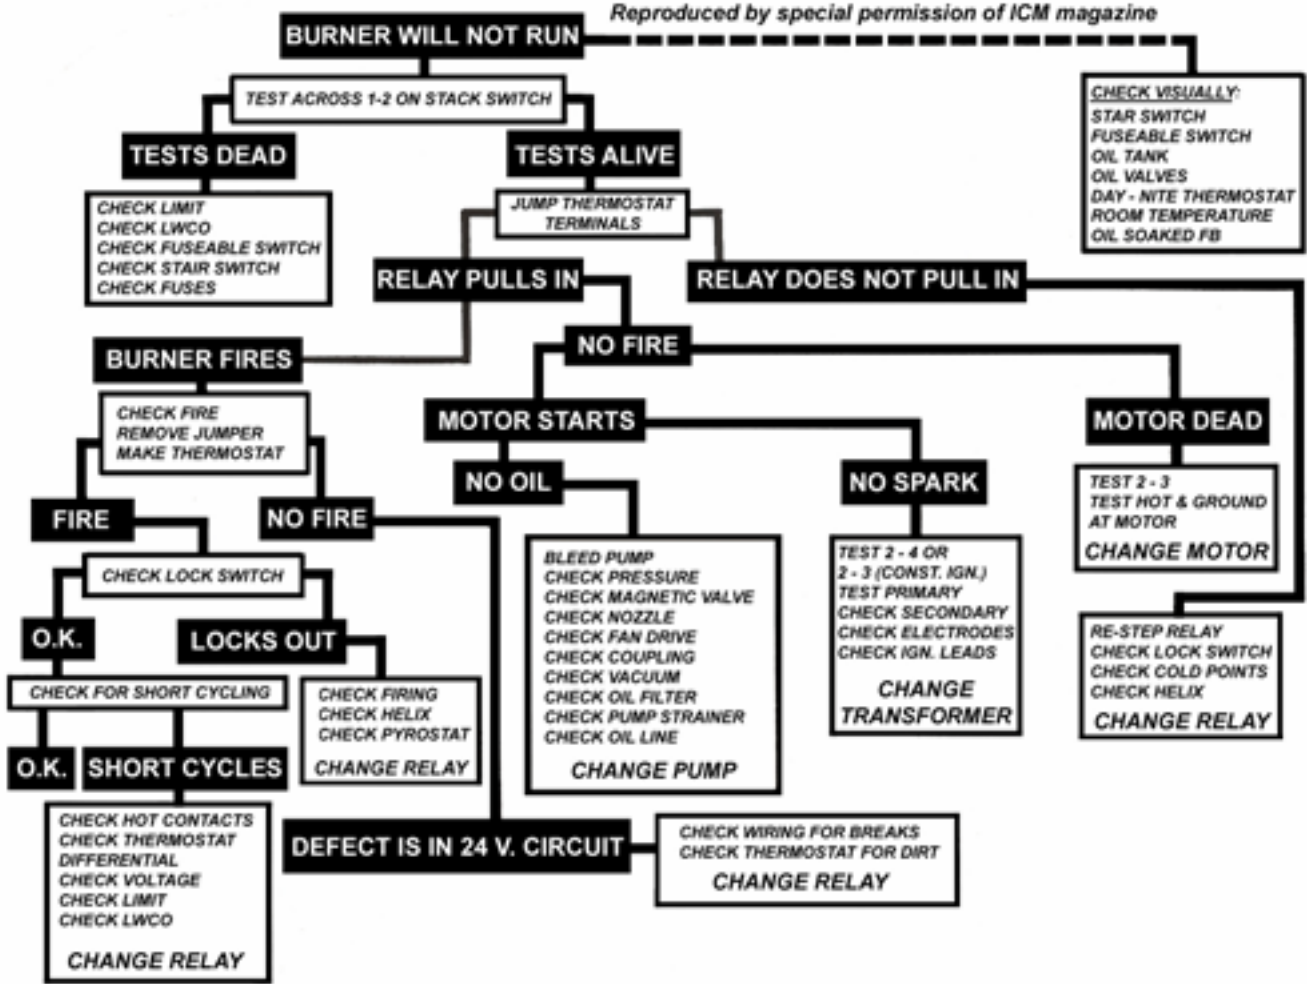 Reproduced by special permission of ICM magazine
BURNER WILL NOT RUN
TEST ACROSS 1-2 ON STACK SWITCH
CHECK VISUALLY:
STAR SWITCH
FUSEABLE SWITCH
OIL TANK
OIL VALVES
DAY - NITE THERMOSTAT
ROOM TEMPERATURE
OIL SOAKED FB
TESTS DEAD
TESTS ALIVE
CHECK LIMIT
CHECK LWCO
CHECK FUSEABLE SWITCH
CHECK STAIR SWITCH
CHECK FUSES
JUMP THERMOSTAT
TERMINALS
RELAY PULLS IN
RELAY DOES NOT PULL IN
NO FIRE
BURNER FIRES
CHECK FIRE
REMOVE JUMPER
MAKE THERMOSTAT
MOTOR STARTS
MOTOR DEAD
NO OIL
NO SPARK
TEST 2 - 3
TEST HOT & GROUND
AT MOTOR
CHANGE MOTOR
FIRE
NO FIRE
CHECK LOCK SWITCH
BLEED PUMP
CHECK PRESSURE
CHECK MAGNETIC VALVE
CHECK NOZZLE
CHECK FAN DRIVE
CHECK COUPLING
CHECK VACUUM
CHECK OIL FILTER
CHECK PUMP STRAINER
CHECK OIL LINE
CHANGE PUMP
TEST 2 - 4 OR
2 - 3 (CONST. IGN.)
TEST PRIMARY
CHECK SECONDARY
CHECK ELECTRODES
CHECK IGN. LEADS
CHANGE
TRANSFORMER
RE-STEP RELAY
CHECK LOCK SWITCH
CHECK COLD POINTS
CHECK HELIX
CHANGE RELAY
O.K.
LOCKS OUT
CHECK FOR SHORT CYCLING
CHECK FIRING
CHECK HELIX
CHECK PYROSTAT
CHANGE RELAY
O.K.
SHORT CYCLES
CHECK HOT CONTACTS
CHECK THERMOSTAT
DIFFERENTIAL
CHECK VOLTAGE
CHECK LIMIT
CHECK LWCO
CHANGE RELAY
DEFECT IS IN 24 V. CIRCUIT
CHECK WIRING FOR BREAKS
CHECK THERMOSTAT FOR DIRT
CHANGE RELAY